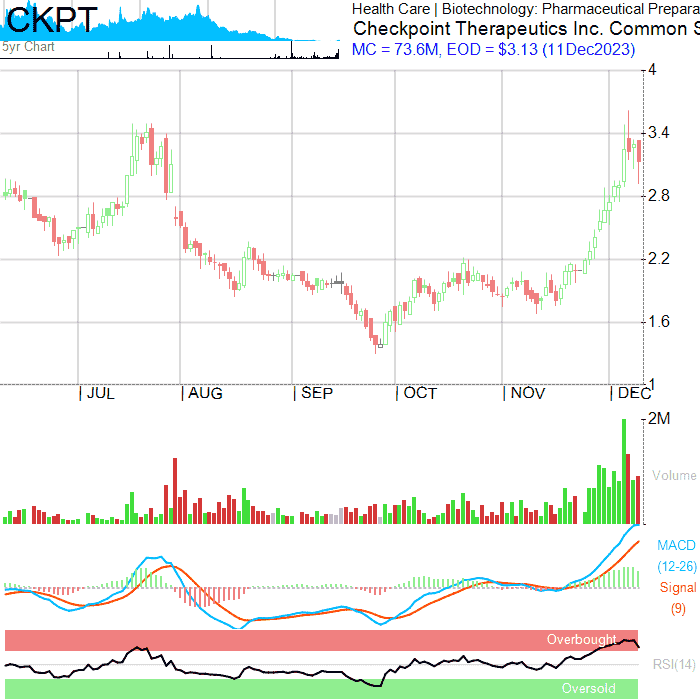 CKPT
Health Care | Biotechnology: Pharmaceutical Prepara
Checkpoint Therapeutics Inc. Common S
MC = 73.6M, EOD = $3.13 (11Dec2023)
5yr Chart
4
3.4
2.8
2.2
1.6
1
JUL AUG SEP OCT NOV DEC
2M
Volume
MACD
(12-26)
Signal
(9)
Overbought
RSI(14)
Oversold